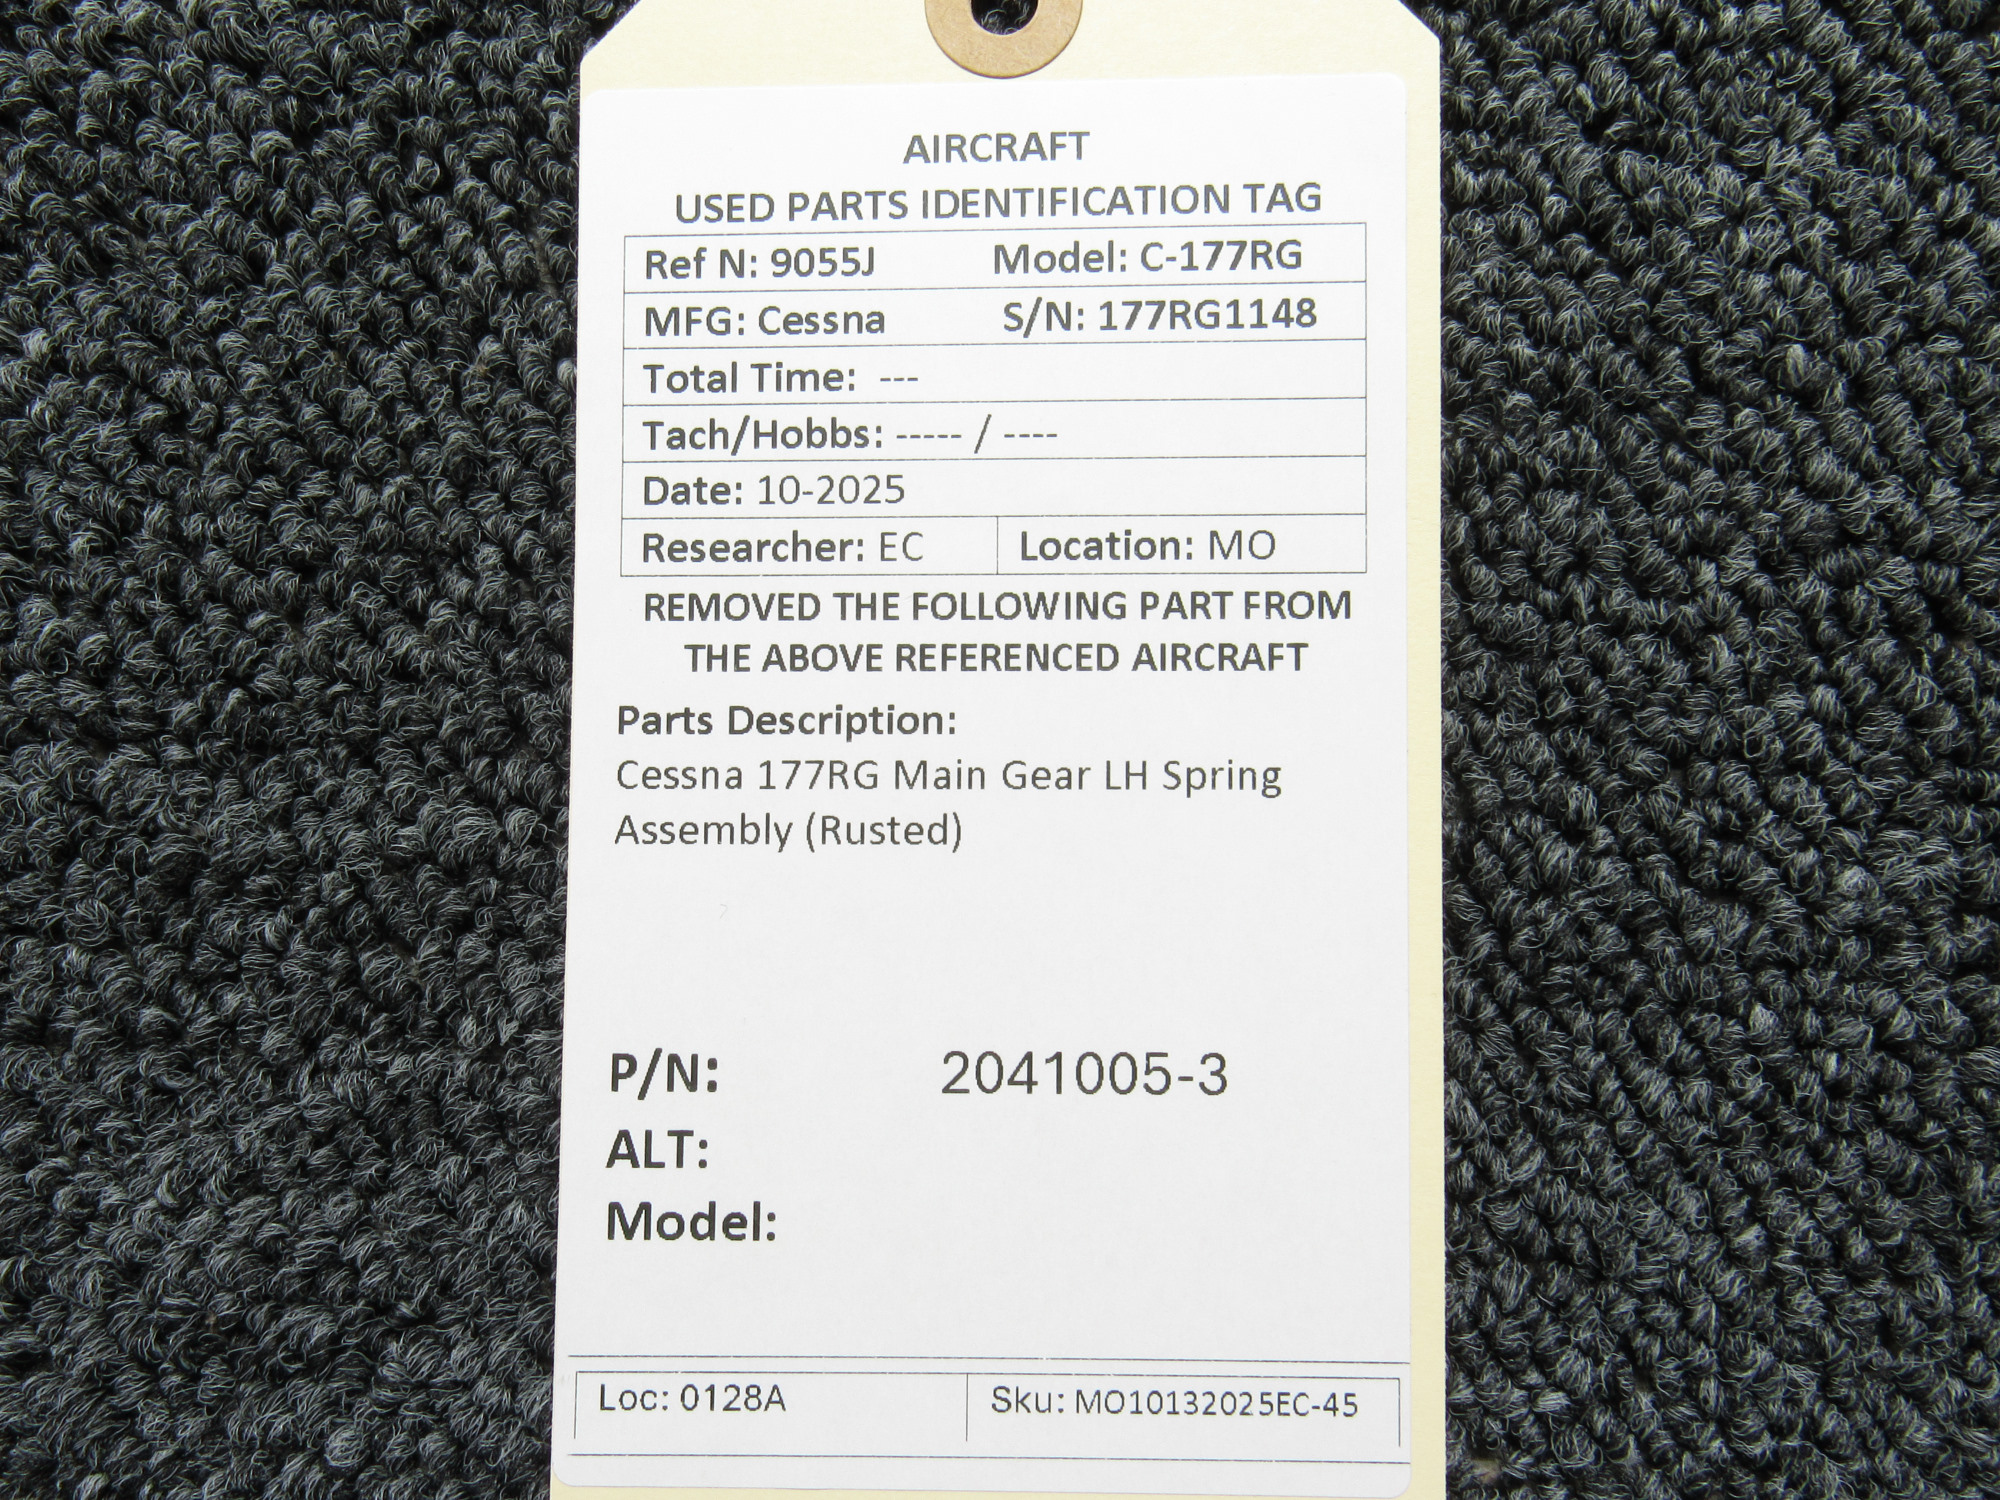 AIRCRAFT
USED PARTS IDENTIFICATION TAG
Ref N: 9055J Model: C-177RG
MFG: Cessna S/N: 177RG1148
Total Time: ---
Tach/Hobbs: ----- / ----
Date: 10-2025
Researcher: EC Location: MO
REMOVED THE FOLLOWING PART FROM
THE ABOVE REFERENCED AIRCRAFT
Parts Description:
Cessna 177RG Main Gear LH Spring
Assembly (Rusted)
P/N: 2041005-3
ALT:
Model:
Loc: 0128A Sku: MO10132025EC-45